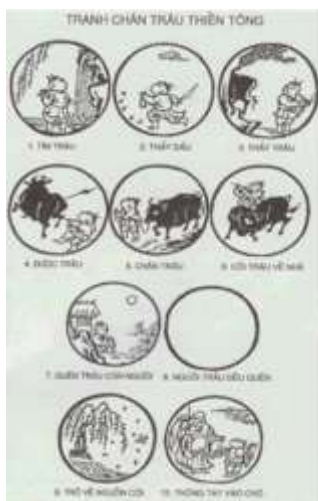 TRANH CHĂN TRÂU THIỀN TÔNG
1. TÌM TRÂU
2. THẤY DẤU
3. THẤY TRÂU
4. ĐƯỢC TRÂU
5. CHĂN TRÂU
6. CỠI TRÂU VỀ NHÀ
7. QUÊN TRÂU CÒN NGƯỜI
8. NGƯỜI TRÂU ĐỀU QUÊN
9. TRỞ VỀ NGUỒN CỘI
10. THÕNG TAY VÀO CHỢ